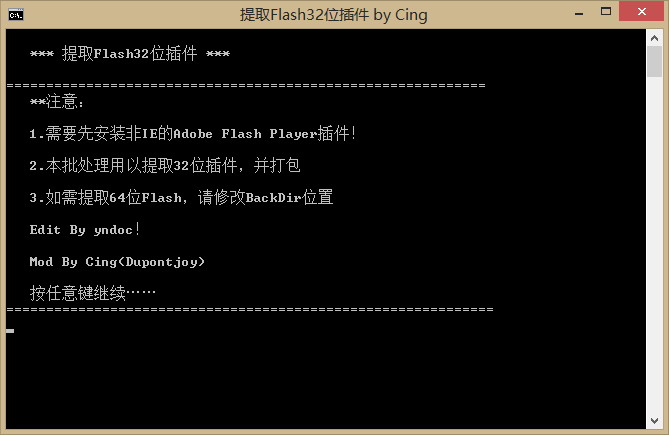 提取Flash32位插件 by Cing
*** 提取Flash32位插件 ***
============================================================
**注意:
1.需要先安装非IE的Adobe Flash Player插件!
2.本批处理用以提取32位插件，并打包
3.如需提取64位Flash，请修改BackDir位置
Edit By yndoc!
Mod By Cing(Dupontjoy)
按任意键继续……
=============================================================